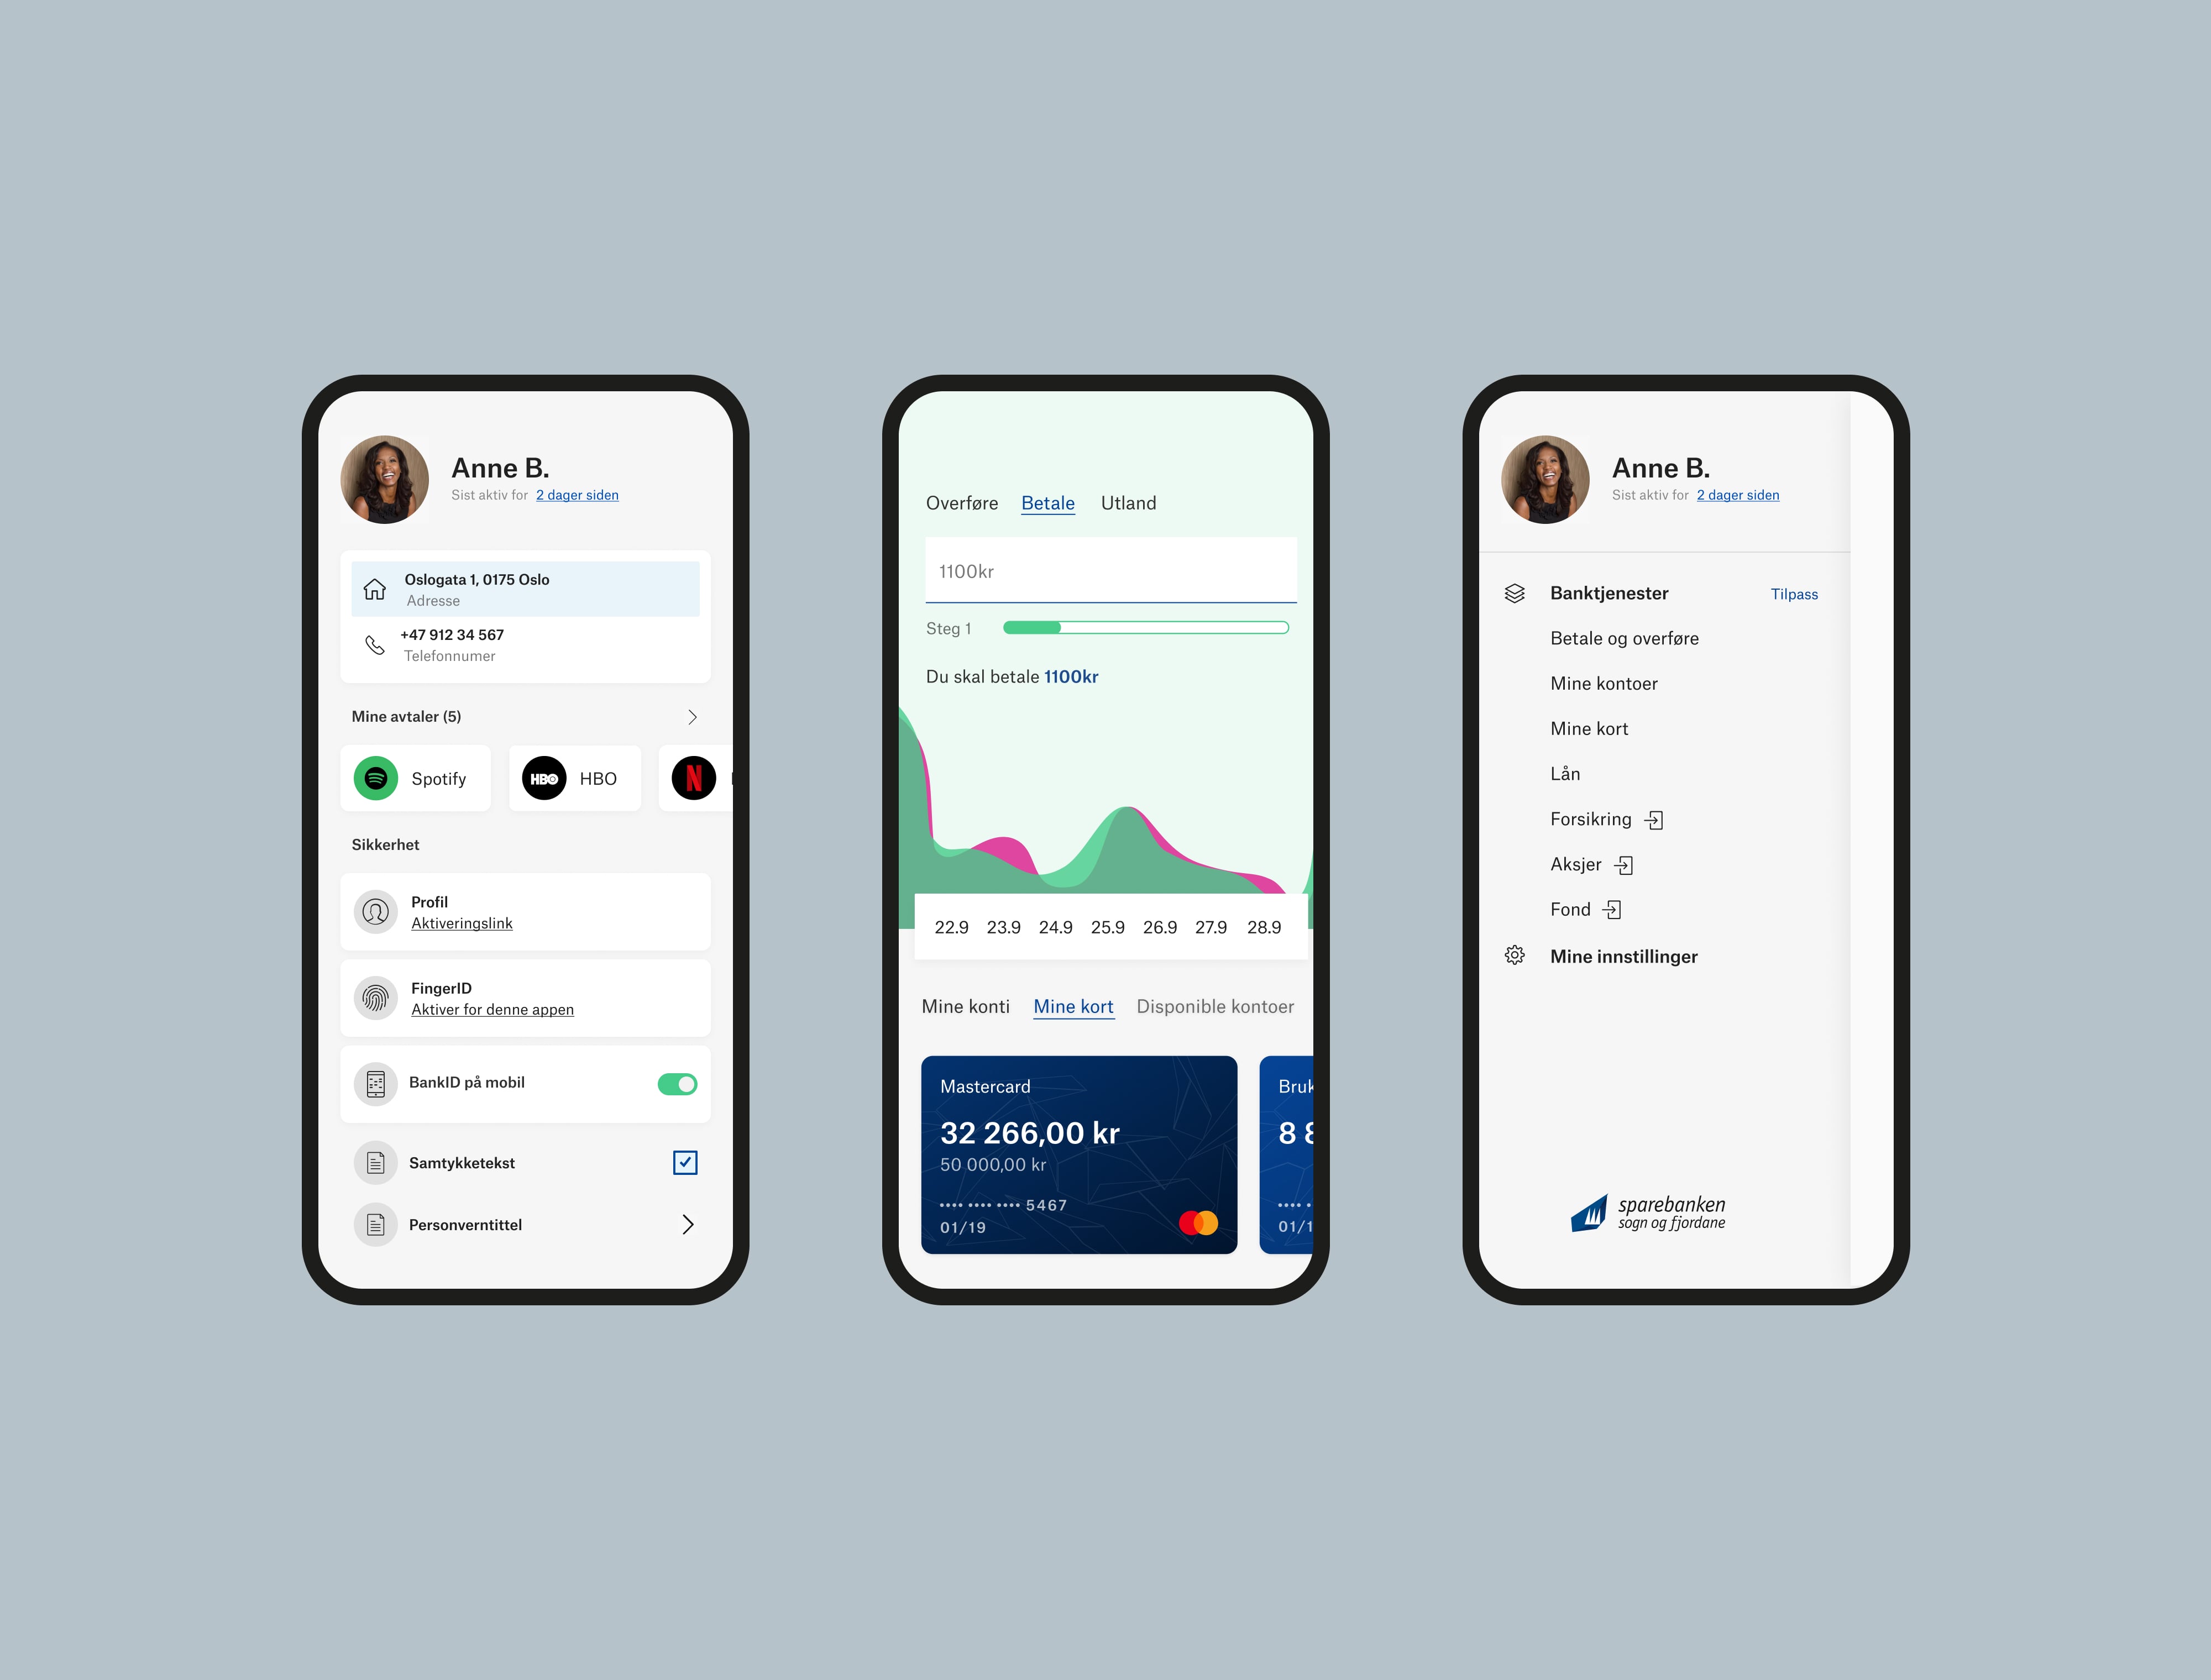 Anne B.
Sist aktiv for 2 dager siden
Oslogata 1, 0175 Oslo
Adresse
+47 912 34 567
Telefonnumer
Mine avtaler (5)
Spotify
HBO HBO
N
Sikkerhet
Profil
Aktiveringslink
FingerID
Aktiver for denne appen
BankID på mobil
Samtykketekst
Personverntittel
Overføre Betale Utland
1100kr
Steg 1
Du skal betale 1100kr
22.9 23.9 24.9 25.9 26.9 27.9 28.9
Mine konti Mine kort Disponible kontoer
Mastercard
32 266,00 kr
50 000,00 kr
•••• •••• •••• 5467
01/19
Bruk
8 8
•••• •
01/1
Anne B.
Sist aktiv for 2 dager siden
Banktjenester Tilpass
Betale og overføre
Mine kontoer
Mine kort
Lån
Forsikring
Aksjer
Fond
Mine innstillinger
sparebanken
sogn og fjordane